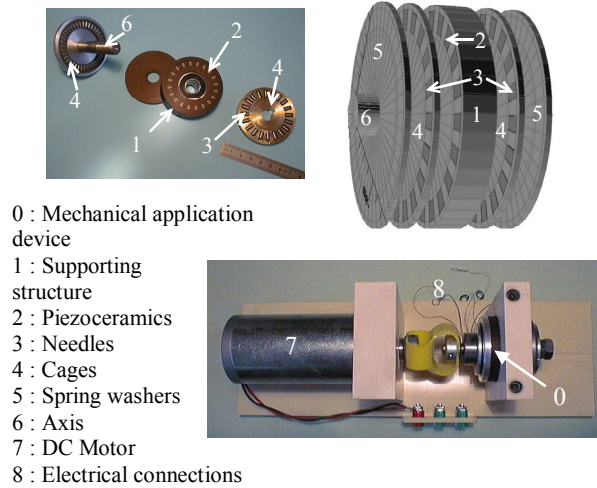 6
2
4
4
1
3
5
2
3
6
4
1
4
5
0 : Mechanical application
device
1 : Supporting
structure
2 : Piezoceramics
3 : Needles
4 : Cages
5 : Spring washers
6 : Axis
7 : DC Motor
8 : Electrical connections
8
7
0